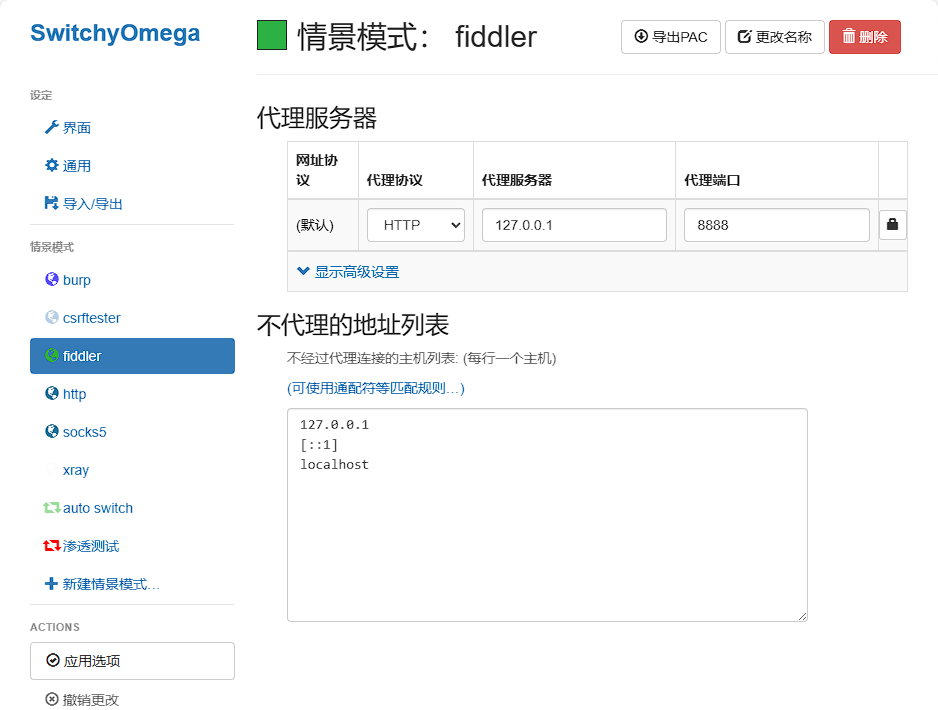 SwitchyOmega
设定
界面
通用
导入/导出
情景模式
burp
csrftester
fiddler
http
socks5
xray
auto switch
渗透测试
新建情景模式...
ACTIONS
应用选项
撤销更改
情景模式： fiddler
导出PAC
更改名称
删除
代理服务器
网址协议
代理协议
代理服务器
代理端口
(默认)
HTTP
127.0.0.1
8888
显示高级设置
不代理的地址列表
不经过代理连接的主机列表: (每行一个主机)
(可使用通配符等匹配规则…)
127.0.0.1
[::1]
localhost